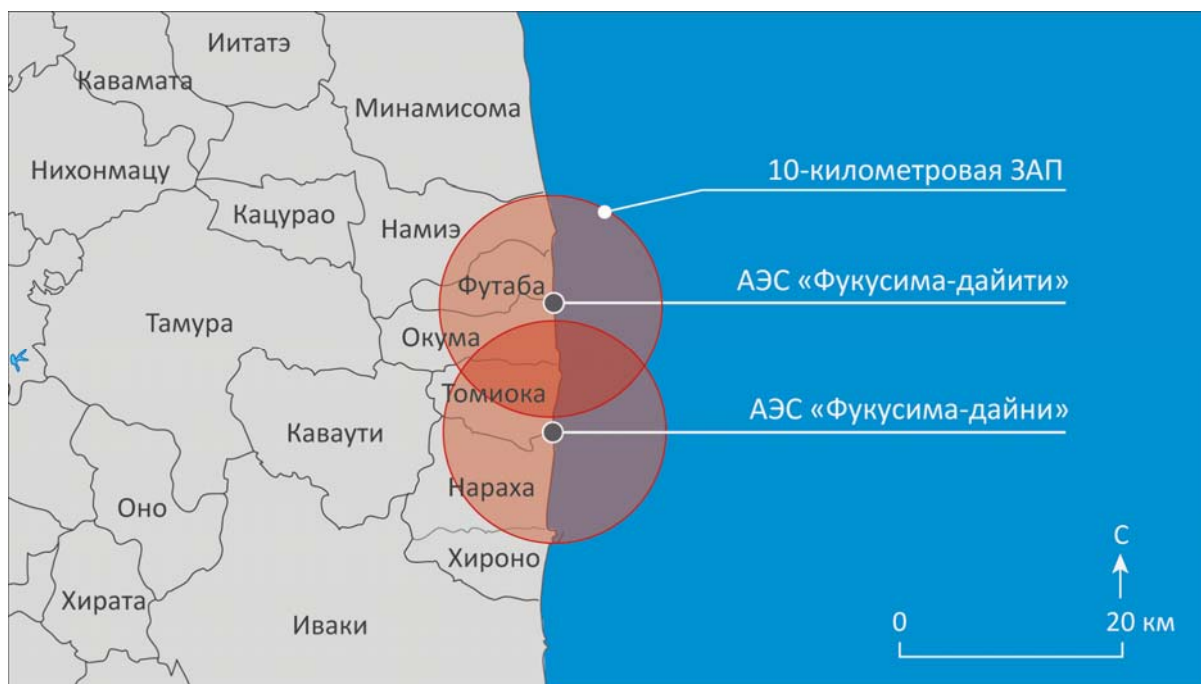 Иитатэ
Кавамата
Минамисома
Нихонмацу
10-километровая ЗАП
Кацурао
Намиэ
Футаба
АЭС «Фукусима-дайити»
Тамура
Окума
Томиока
АЭС «Фукусима-дайни»
Каваути
Нараха
Оно
Хироно
С
Хирата
Иваки
0
20 км